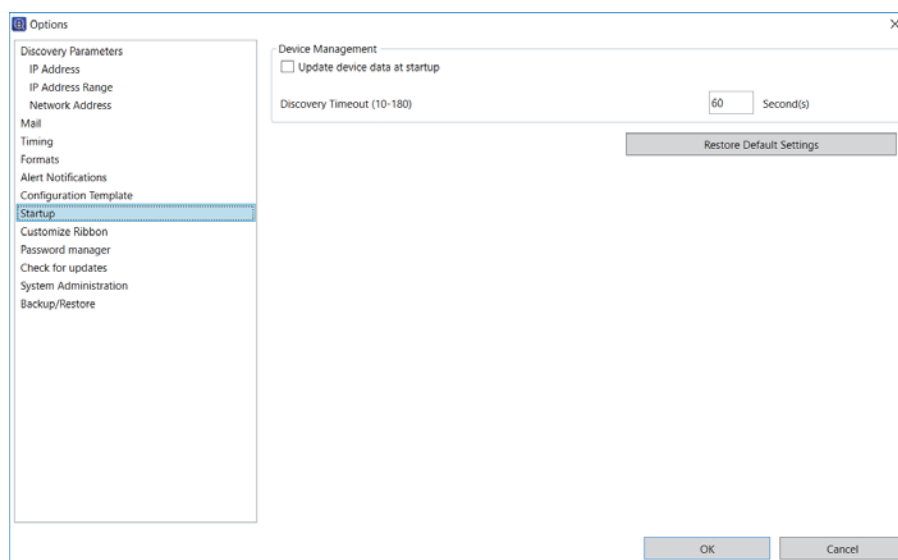 Options
Discovery Parameters
IP Address
IP Address Range
Network Address
Mail
Timing
Formats
Alert Notifications
Configuration Template
Startup
Customize Ribbon
Password manager
Check for updates
System Administration
Backup/Restore
Device Management
Update device data at startup
Discovery Timeout (10-180) 60 Second(s)
Restore Default Settings
OK Cancel